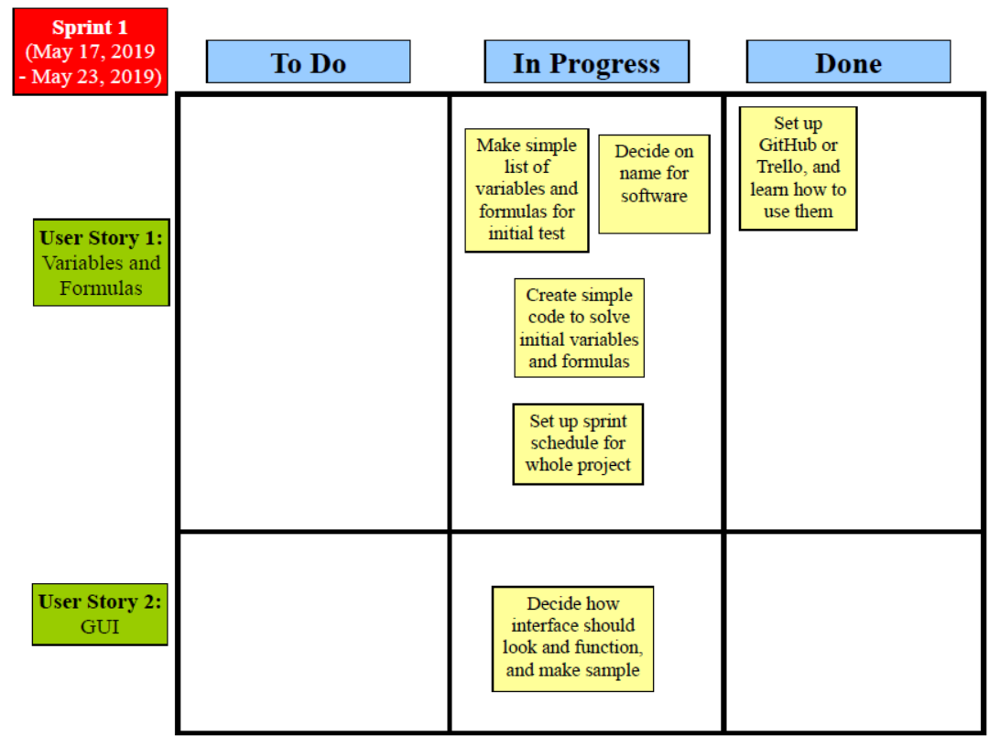 Sprint 1
(May 17, 2019
- May 23, 2019)
To Do
In Progress
Done
User Story 1:
Variables and
Formulas
Make simple
list of
variables and
formulas for
initial test
Decide on
name for
software
Create simple
code to solve
initial variables
and formulas
Set up sprint
schedule for
whole project
Set up
GitHub or
Trello, and
learn how to
use them
User Story 2:
GUI
Decide how
interface should
look and function,
and make sample